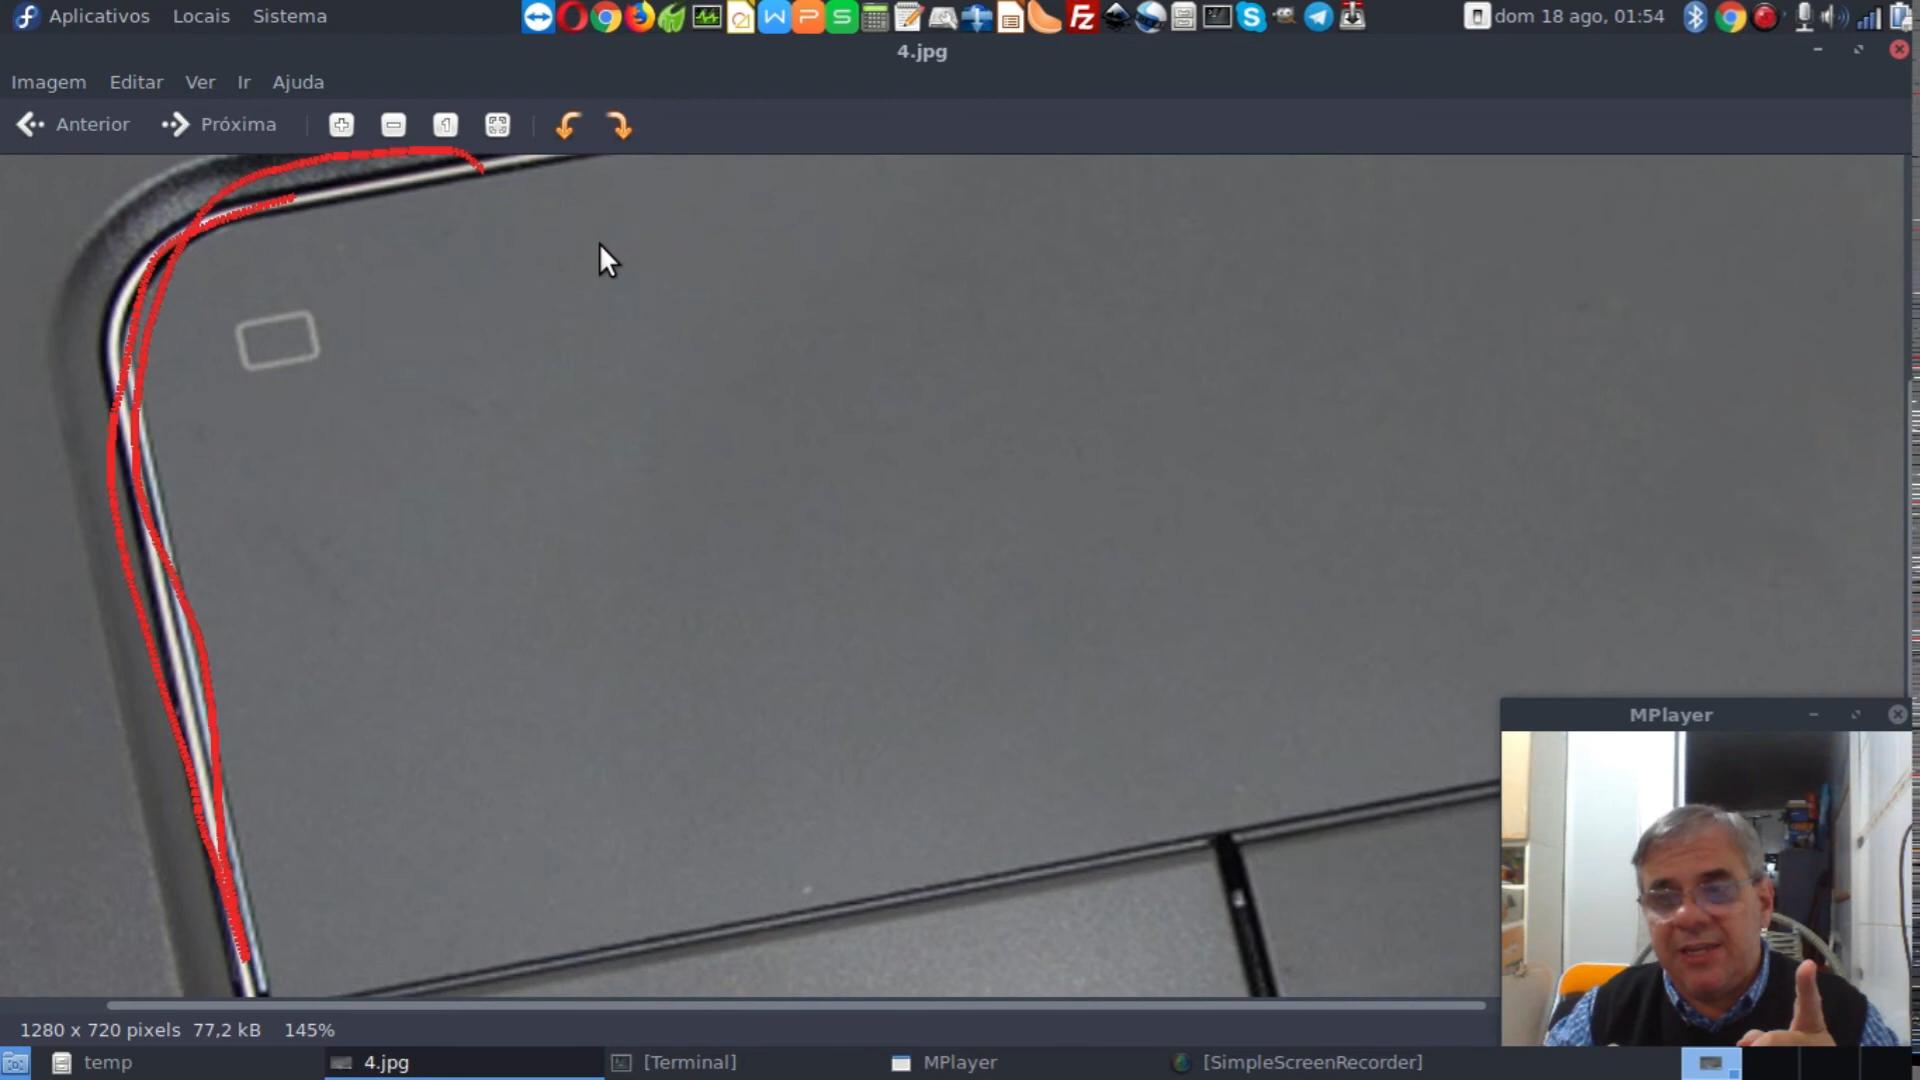 Aplicativos Locais Sistema
dom 18 ago, 01:54
4.jpg
Imagem Editar Ver Ir Ajuda
Anterior Próxima
MPlayer
1280 x 720 pixels 77,2 kB 145%
temp 4.jpg [Terminal] MPlayer [SimpleScreenRecorder]